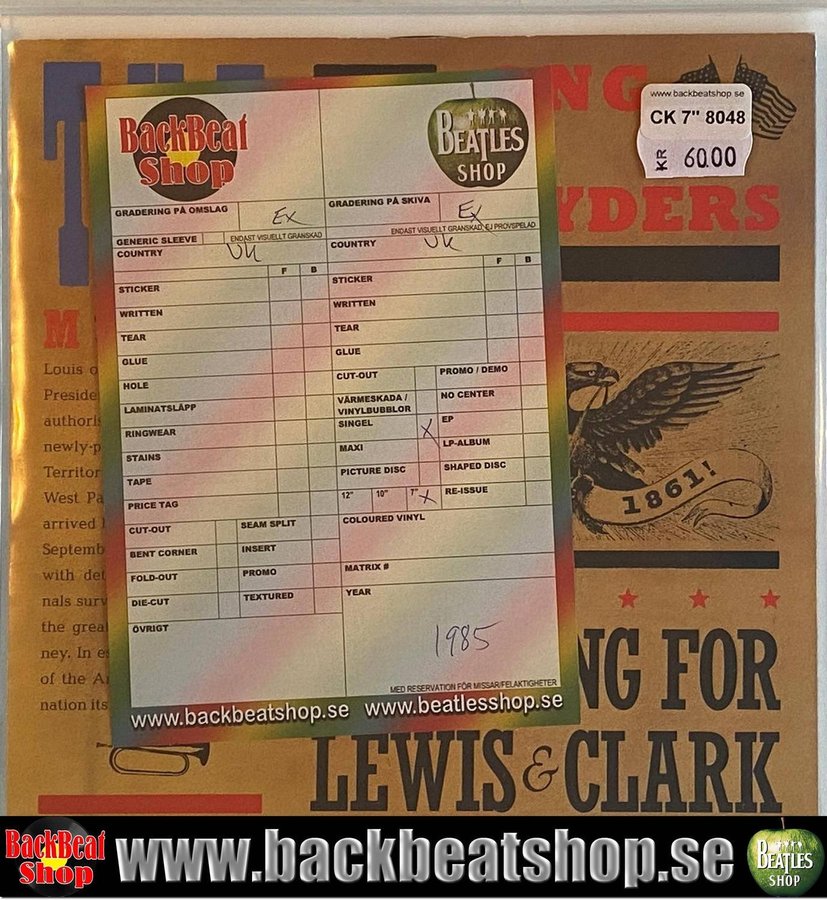 ONG
YDERS
www.backbeatshop.se
CK 7" 8048
KR 60.00
BackBeat
Shop
BEATLES
SHOP
GRADERING PÅ OMSLAG
Ex
GRADERING PÅ SKIVA
Ex
GENERIC SLEEVE
ENDAST VISUELLT GRANSKAD
ENDAST VISUELLT GRANSKAD, EJ PROVSPELAD
COUNTRY
UK
COUNTRY
UK
F B
F B
STICKER
WRITTEN
TEAR
GLUE
HOLE
LAMINATSLÄPP
RINGWEAR
STAINS
TAPE
PRICE TAG
CUT-OUT
SEAM SPLIT
BENT CORNER
INSERT
FOLD-OUT
PROMO
DIE-CUT
TEXTURED
ÖVRIGT
STICKER
WRITTEN
TEAR
GLUE
CUT-OUT
PROMO / DEMO
VÄRMESKADA /
VINYLBUBBLOR
NO CENTER
SINGEL
X
EP
MAXI
LP-ALBUM
PICTURE DISC
SHAPED DISC
12" 10" 7" X
RE-ISSUE
COLOURED VINYL
MATRIX #
YEAR
1985
MED RESERVATION FÖR MISSAR/FELAKTIGHETER
www.backbeatshop.se www.beatlesshop.se
M
Louis o
Preside
authori
newly-p
Territor
West Pa
arrived
Septemb
with det
nals surv
the grea
ney. In es
of the A
nation its
1861!
NG FOR
LEWIS & CLARK
BackBeat
Shop
www.backbeatshop.se
BEATLES
SHOP